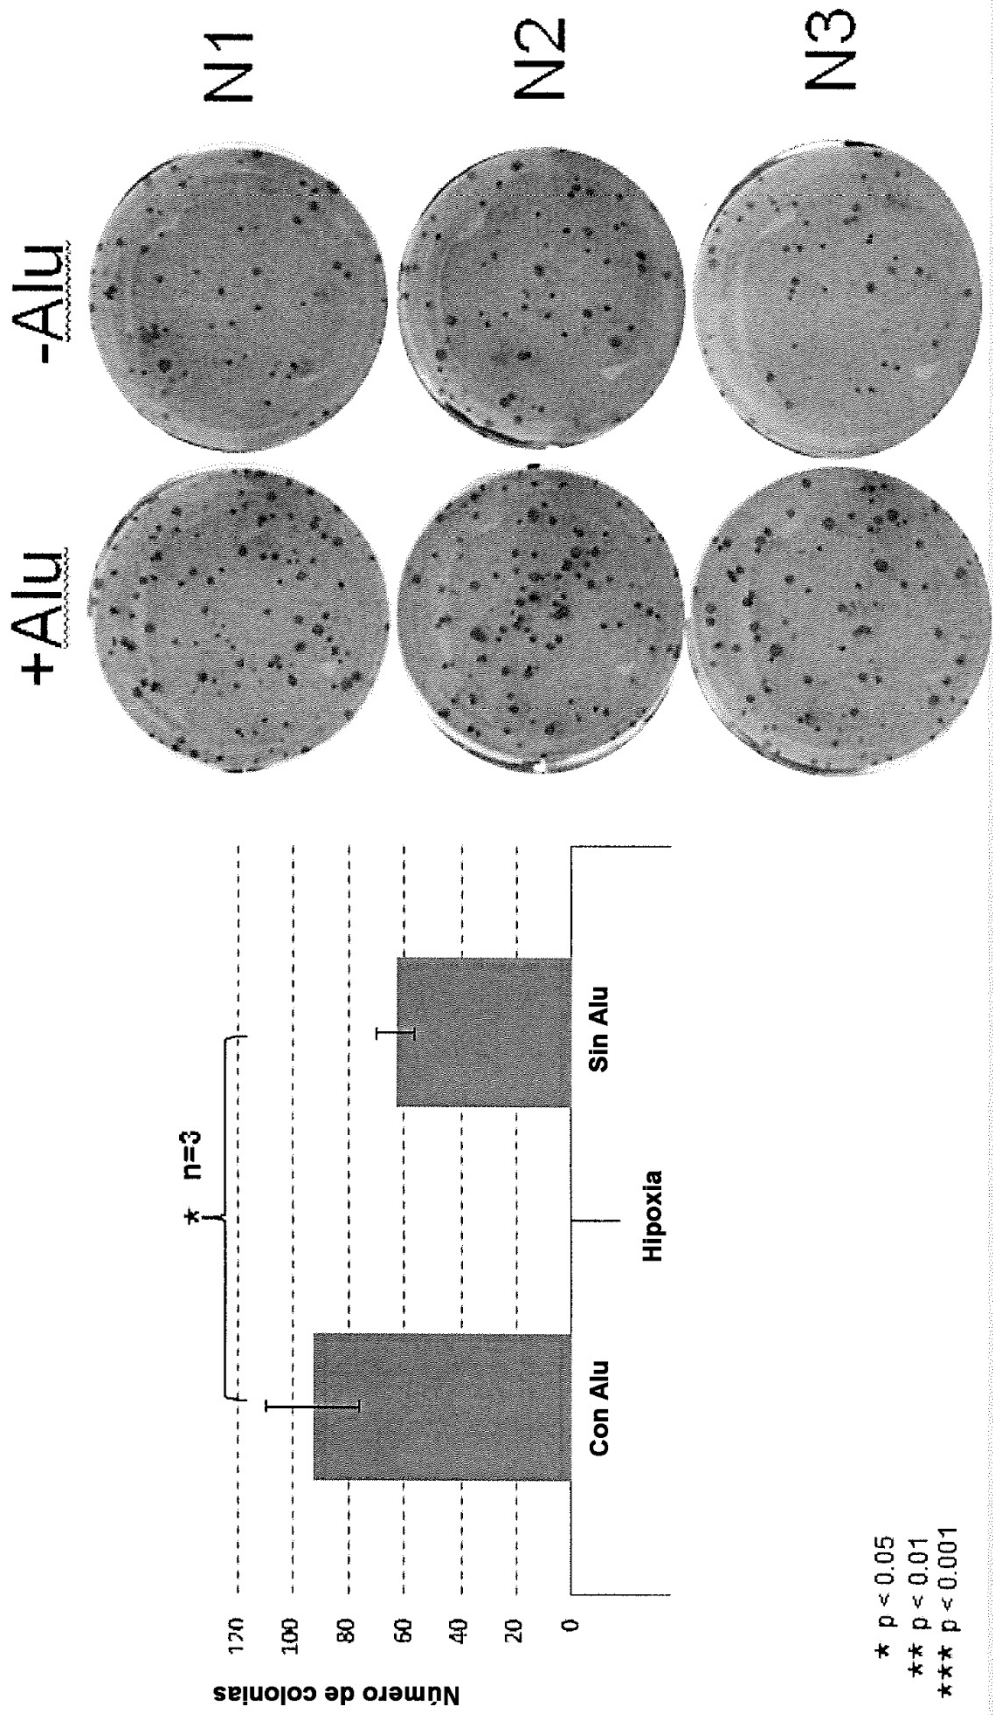 Número de colonias
120
100
80
60
40
20
0
* n=3
Con Alu
Sin Alu
Hipoxia
* p < 0.05
** p < 0.01
*** p < 0.001
+Alu
-Alu
N1
N2
N3